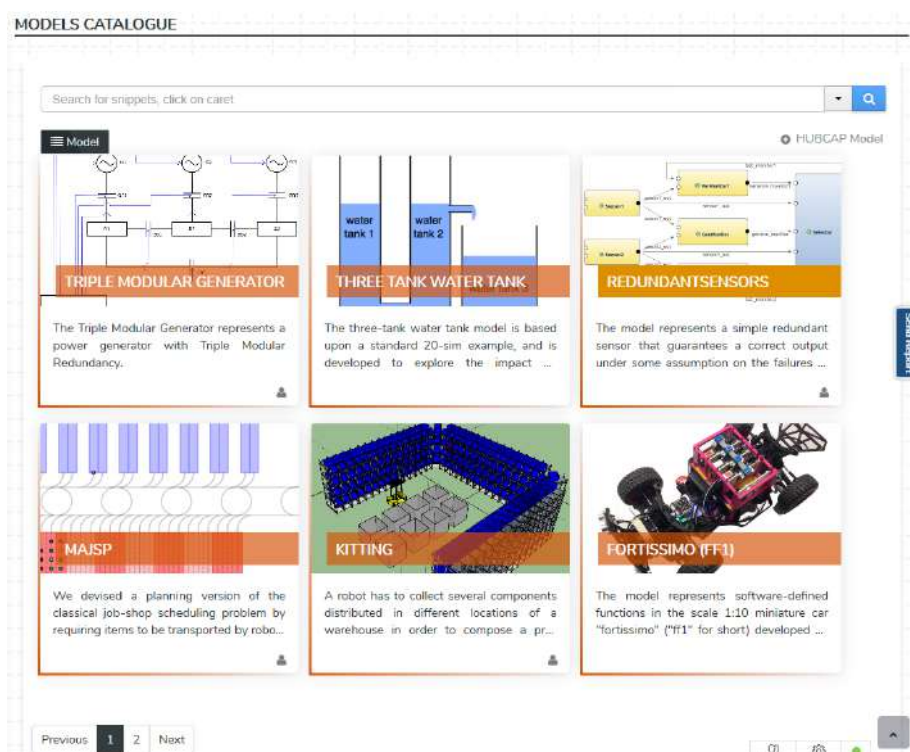 MODELS CATALOGUE
Search for snippets, click on caret
Model
HUBCAP Model
water
tank 1
water
tank 2
TRIPLE MODULAR GENERATOR
THREE TANK WATER TANK
REDUNDANTSENSORS
The Triple Modular Generator represents a
power generator with Triple Modular
Redundancy.
The three-tank water tank model is based
upon a standard 20-sim example, and is
developed to explore the impact ...
The model represents a simple redundant
sensor that guarantees a correct output
under some assumption on the failures ...
MAJSP
KITTING
FORTISSIMO (FF1)
We devised a planning version of the
classical job-shop scheduling problem by
requiring items to be transported by robo...
A robot has to collect several components
distributed in different locations of a
warehouse in order to compose a pr...
The model represents software-defined
functions in the scale 1:10 miniature car
"fortissimo" ("ff1" for short) developed ...
Previous 1 2 Next